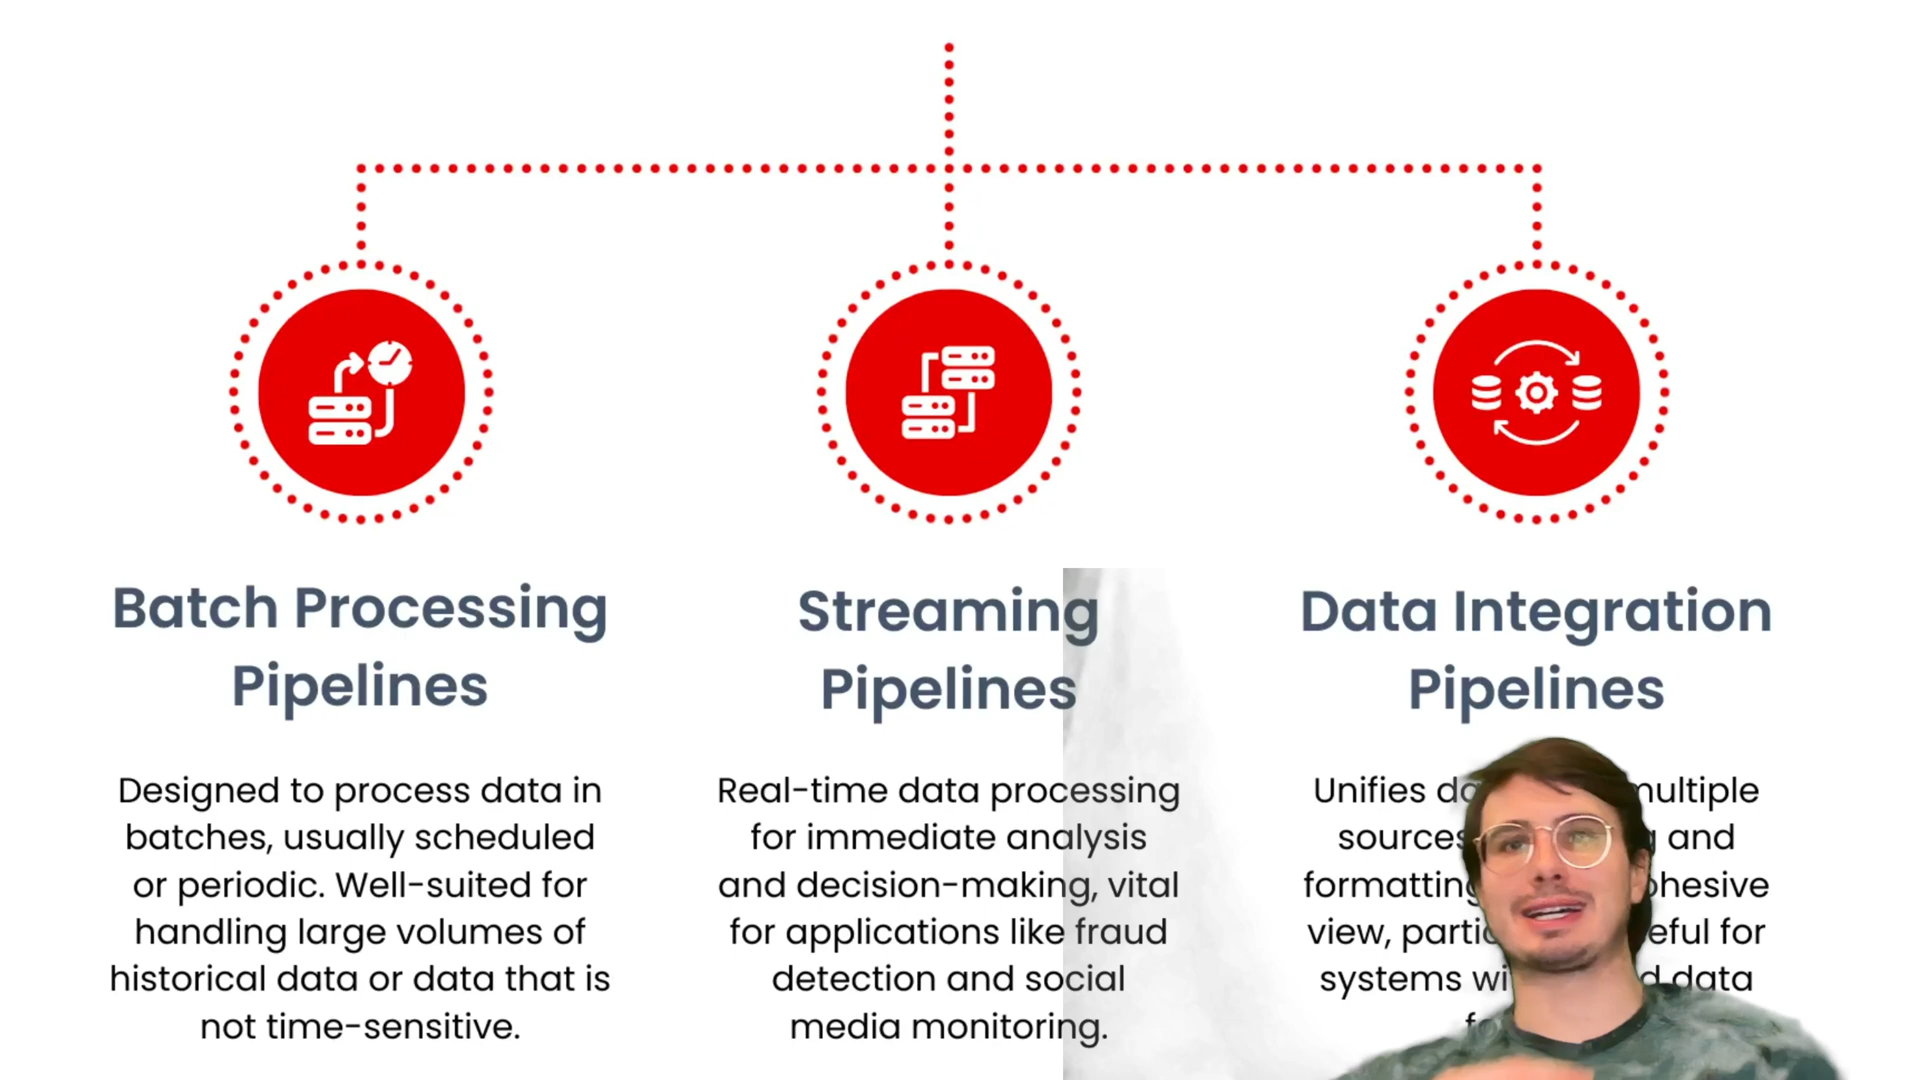 Batch Processing
Pipelines
Designed to process data in
batches, usually scheduled
or periodic. Well-suited for
handling large volumes of
historical data or data that is
not time-sensitive.
Streaming
Pipelines
Real-time data processing
for immediate analysis
and decision-making, vital
for applications like fraud
detection and social
media monitoring.
Data Integration
Pipelines
Unifies multiple
sources and
formatting
view, for
systems data